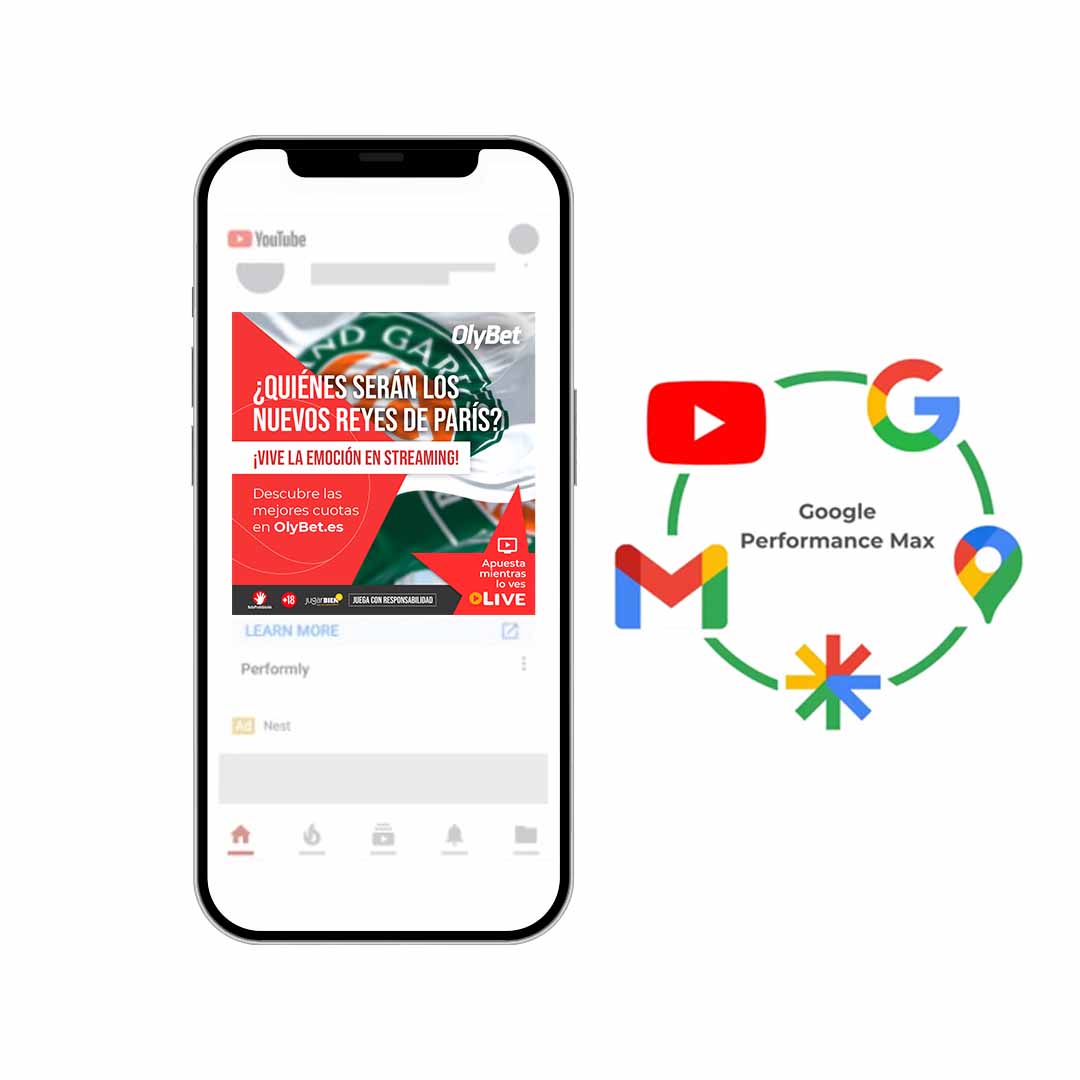 YouTube
OlyBet
ND GAR
¿QUIÉNES SERÁN LOS
NUEVOS REYES DE PARÍS?
¡VIVE LA EMOCIÓN EN STREAMING!
Descubre las
mejores cuotas
en OlyBet.es
Apuesta
mientras
lo ves
LIVE
+18
jugarBIEN
JUEGA CON RESPONSABILIDAD
LEARN MORE
Performly
Ad Nest
Google
Performance Max